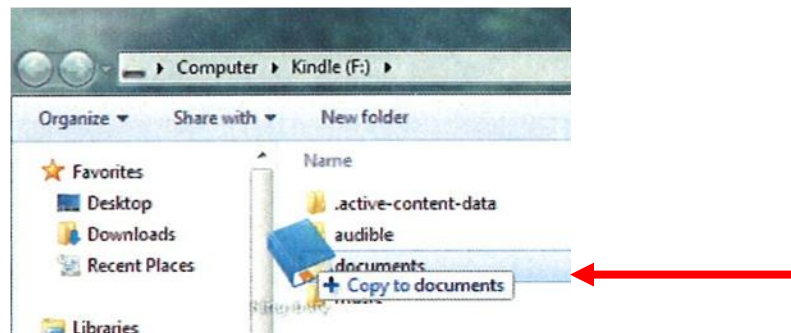 Computer Kindle (F:)
Organize Share with New folder
Favorites
Desktop
Downloads
Recent Places
Libraries
Name
.active-content-data
audible
documents
Copy to documents
music